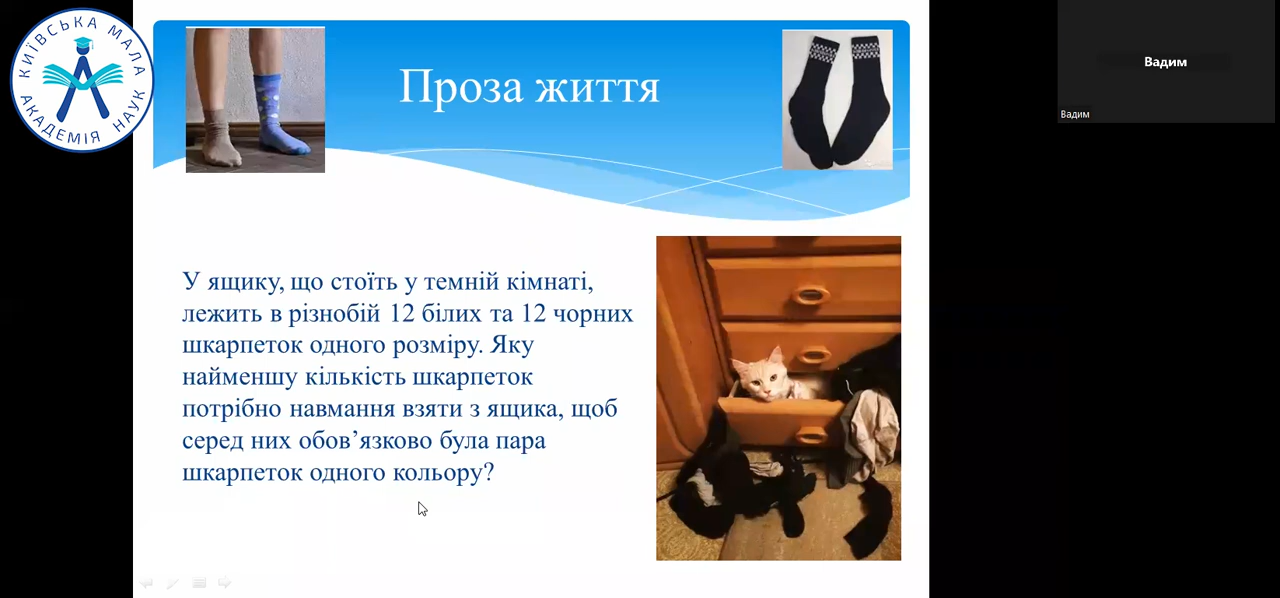 КИЇВСЬКА МАЛА
АКАДЕМІЯ НАУК
Проза життя
Вадим
Вадим
У ящику, що стоїть у темній кімнаті,
лежить в різнобій 12 білих та 12 чорних
шкарпеток одного розміру. Яку
найменшу кількість шкарпеток
потрібно навмання взяти з ящика, щоб
серед них обов’язково була пара
шкарпеток одного кольору?